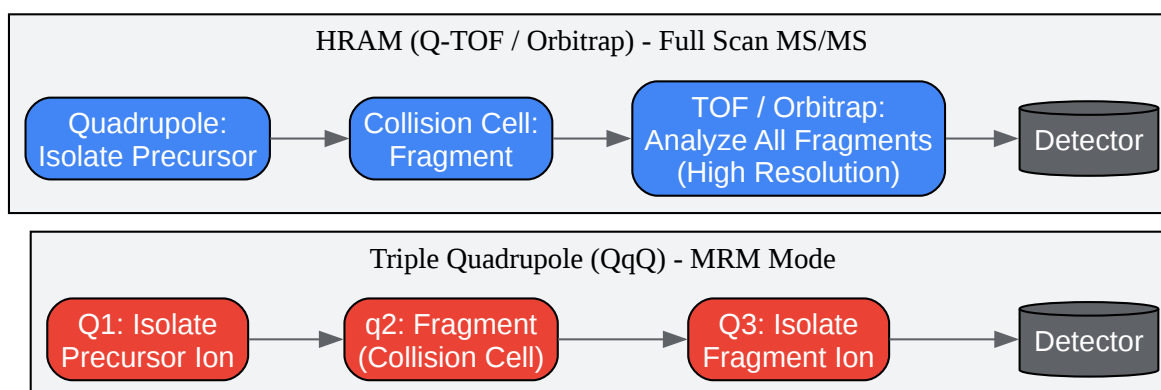 HRAM (Q-TOF / Orbitrap) - Full Scan MS/MS
Quadrupole:
Isolate Precursor
Collision Cell:
Fragment
TOF / Orbitrap:
Analyze All Fragments
(High Resolution)
Detector
Triple Quadrupole (QqQ) - MRM Mode
Q1: Isolate
Precursor Ion
q2: Fragment
(Collision Cell)
Q3: Isolate
Fragment Ion
Detector